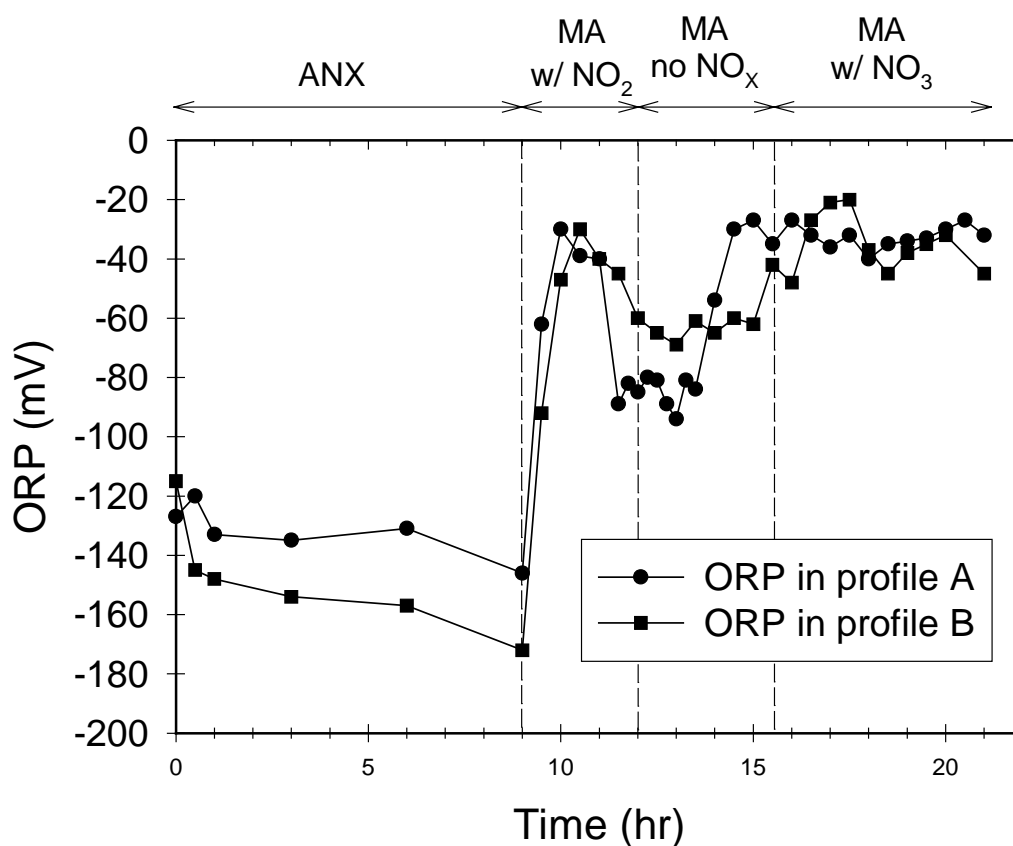 MA
MA
MA
ANX
w/ NO₂
no NOₓ
w/ NO₃
0
-20
-40
-60
-80
-100
-120
-140
-160
-180
-200
ORP (mV)
ORP in profile A
ORP in profile B
0
5
10
15
20
Time (hr)